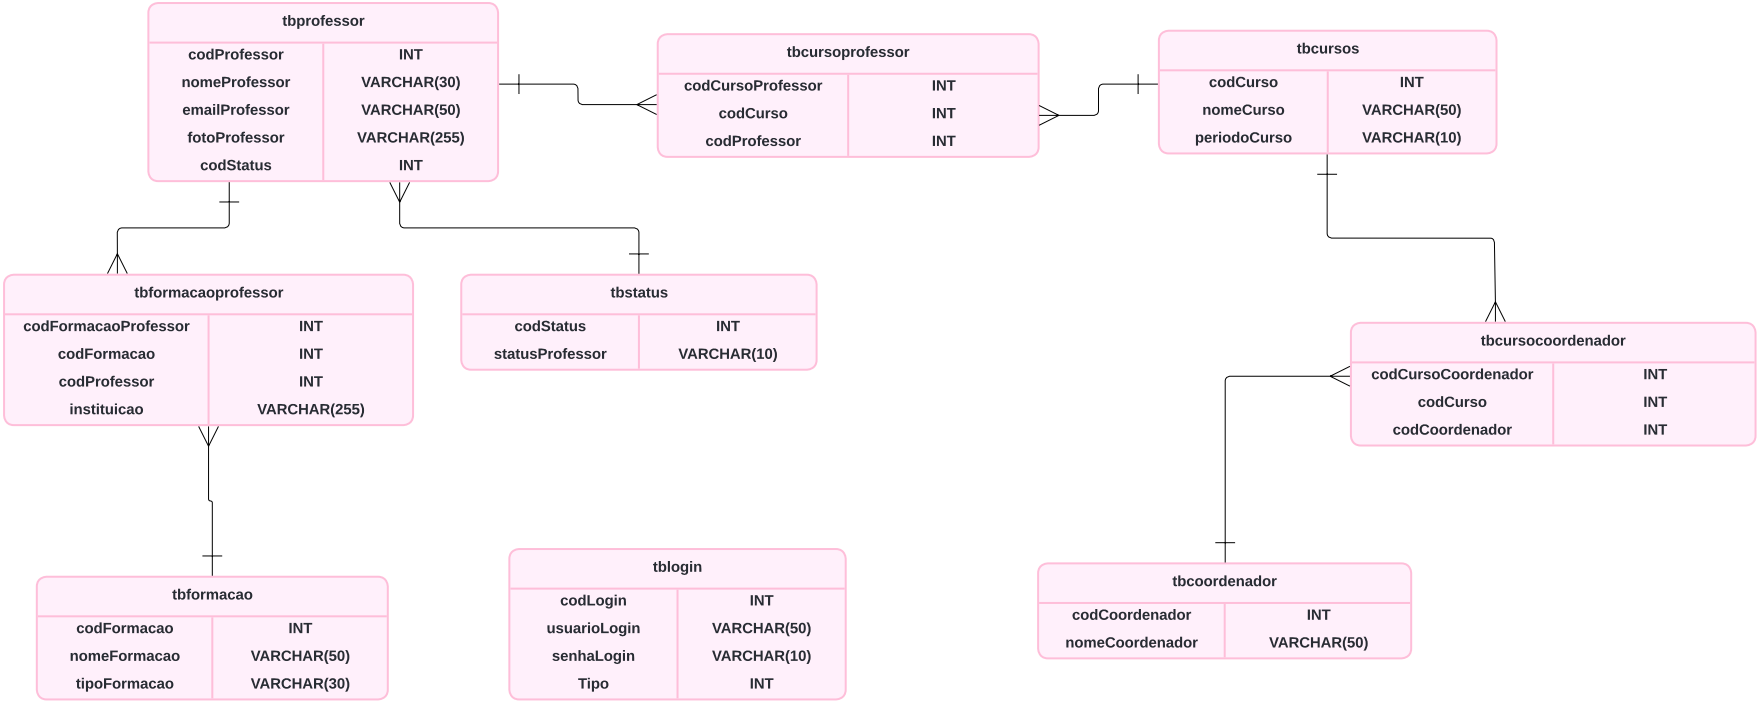 tbprofessor
codProfessor INT
nomeProfessor VARCHAR(30)
emailProfessor VARCHAR(50)
fotoProfessor VARCHAR(255)
codStatus INT
tbcursoprofessor
codCursoProfessor INT
codCurso INT
codProfessor INT
tbcursos
codCurso INT
nomeCurso VARCHAR(50)
periodoCurso VARCHAR(10)
tbformacaoprofessor
codFormacaoProfessor INT
codFormacao INT
codProfessor INT
instituicao VARCHAR(255)
tbstatus
codStatus INT
statusProfessor VARCHAR(10)
tbcursocoordenador
codCursoCoordenador INT
codCurso INT
codCoordenador INT
tbformacao
codFormacao INT
nomeFormacao VARCHAR(50)
tipoFormacao VARCHAR(30)
tblogin
codLogin INT
usuarioLogin VARCHAR(50)
senhaLogin VARCHAR(10)
Tipo INT
tbcoordenador
codCoordenador INT
nomeCoordenador VARCHAR(50)